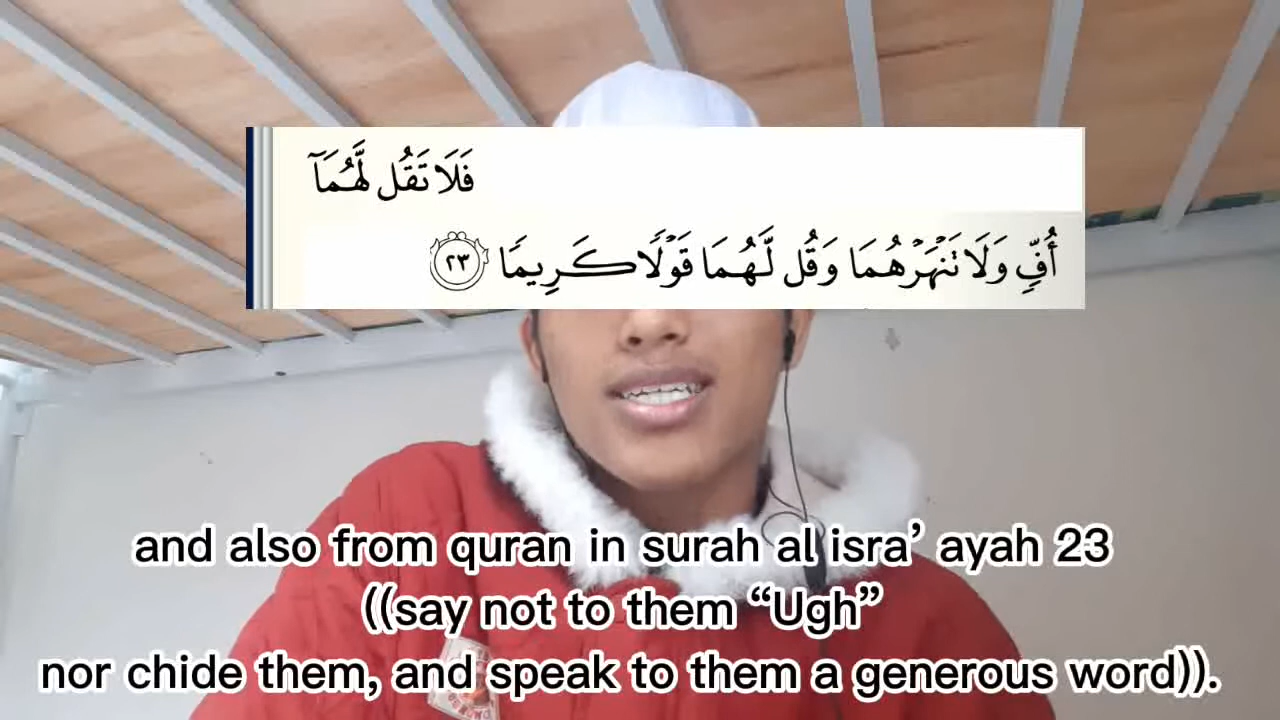 فَلَا تَقُل لَّهُمَآ
أُفٍّ وَلَا تَنْهَرْهُمَا وَقُل لَّهُمَا قَوْلًا كَرِيمًا ٢٣
and also from quran in surah al isra’ ayah 23
((say not to them “Ugh”
nor chide them, and speak to them a generous word)).